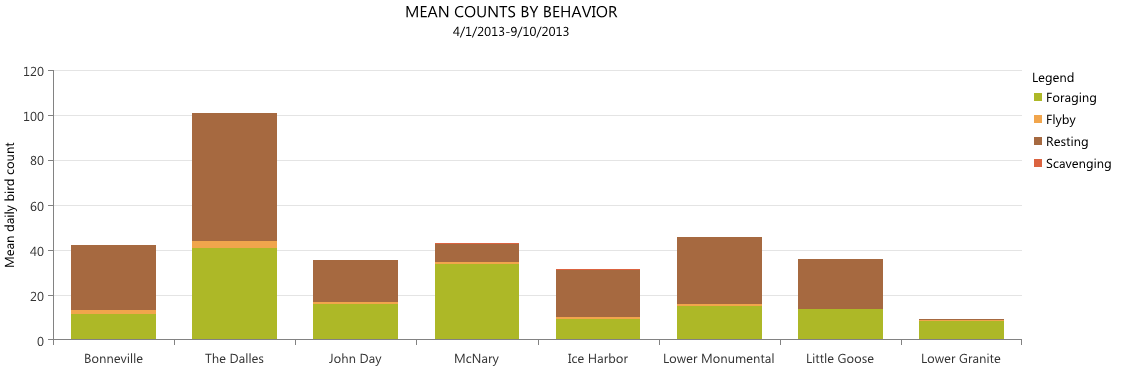 MEAN COUNTS BY BEHAVIOR
4/1/2013-9/10/2013
Mean daily bird count
120
100
80
60
40
20
0
Bonneville The Dalles John Day McNary Ice Harbor Lower Monumental Little Goose Lower Granite
Legend
Foraging
Flyby
Resting
Scavenging